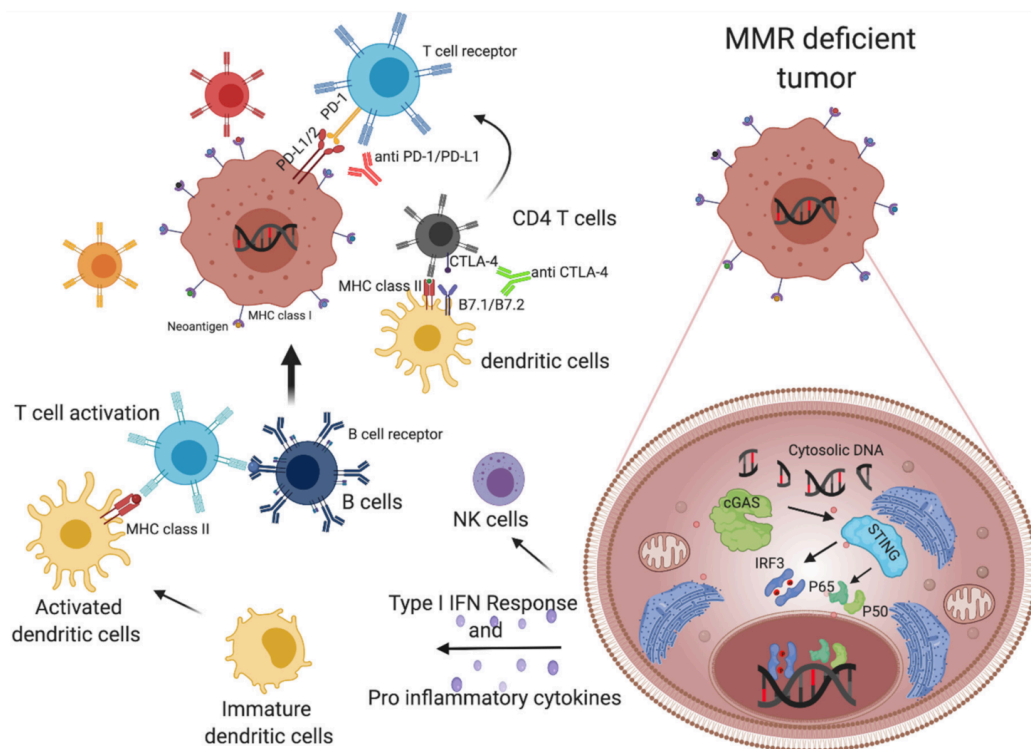 MMR deficient
tumor
T cell receptor
PD-1
PD-L1/2
anti PD-1/PD-L1
CD4 T cells
CTLA-4
anti CTLA-4
MHC class II
B7.1/B7.2
dendritic cells
Neoantigen
MHC class I
T cell activation
B cell receptor
B cells
MHC class II
Activated
dendritic cells
Immature
dendritic cells
NK cells
Type I IFN Response
and
Pro inflammatory cytokines
Cytosolic DNA
cGAS
STING
IRF3
P65
P50